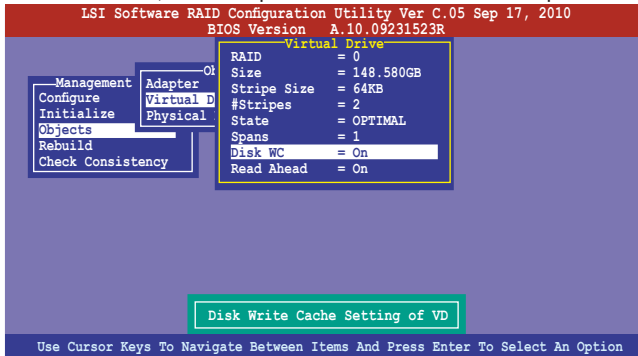 LSI Software RAID Configuration Utility Ver C.05 Sep 17, 2010
BIOS Version A.10.09231523R
Management
Configure
Initialize
Objects
Rebuild
Check Consistency
Adapter
Physical
Virtual Drive
RAID = 0
Size = 148.580GB
Stripe Size = 64KB
#Stripes = 2
State = OPTIMAL
Spans = 1
Disk WC = On
Read Ahead = On
Disk Write Cache Setting of VD
Use Cursor Keys To Navigate Between Items And Press Enter To Select An Option